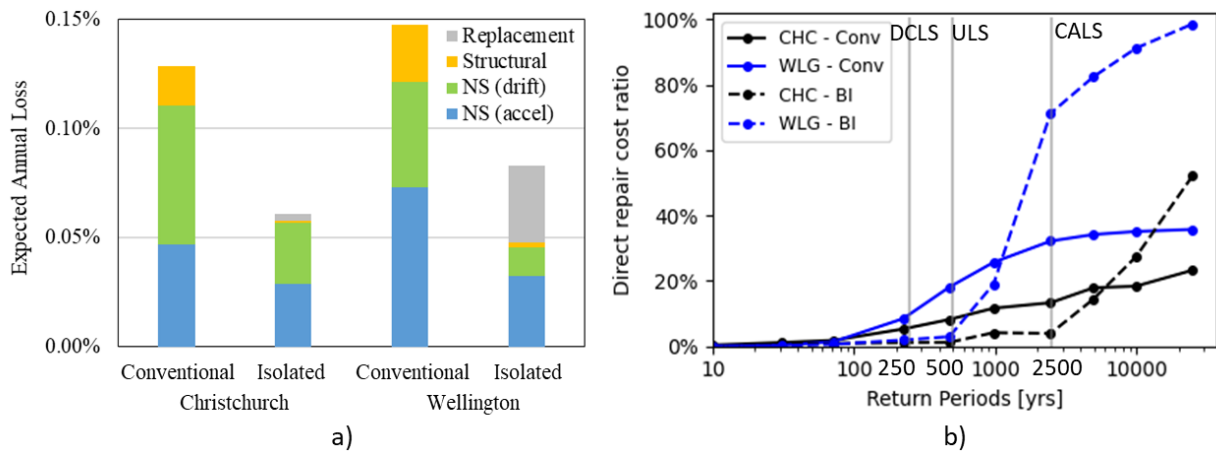 0.15%
0.10%
0.05%
0.00%
Expected Annual Loss
Replacement
Structural
NS (drift)
NS (accel)
Conventional Isolated Conventional Isolated
Christchurch Wellington
a)
100%
80%
60%
40%
20%
0%
Direct repair cost ratio
CHC - Conv
WLG - Conv
CHC - BI
WLG - BI
DCLS ULS CALS
10 100 250 500 1000 2500 10000
Return Periods [yrs]
b)